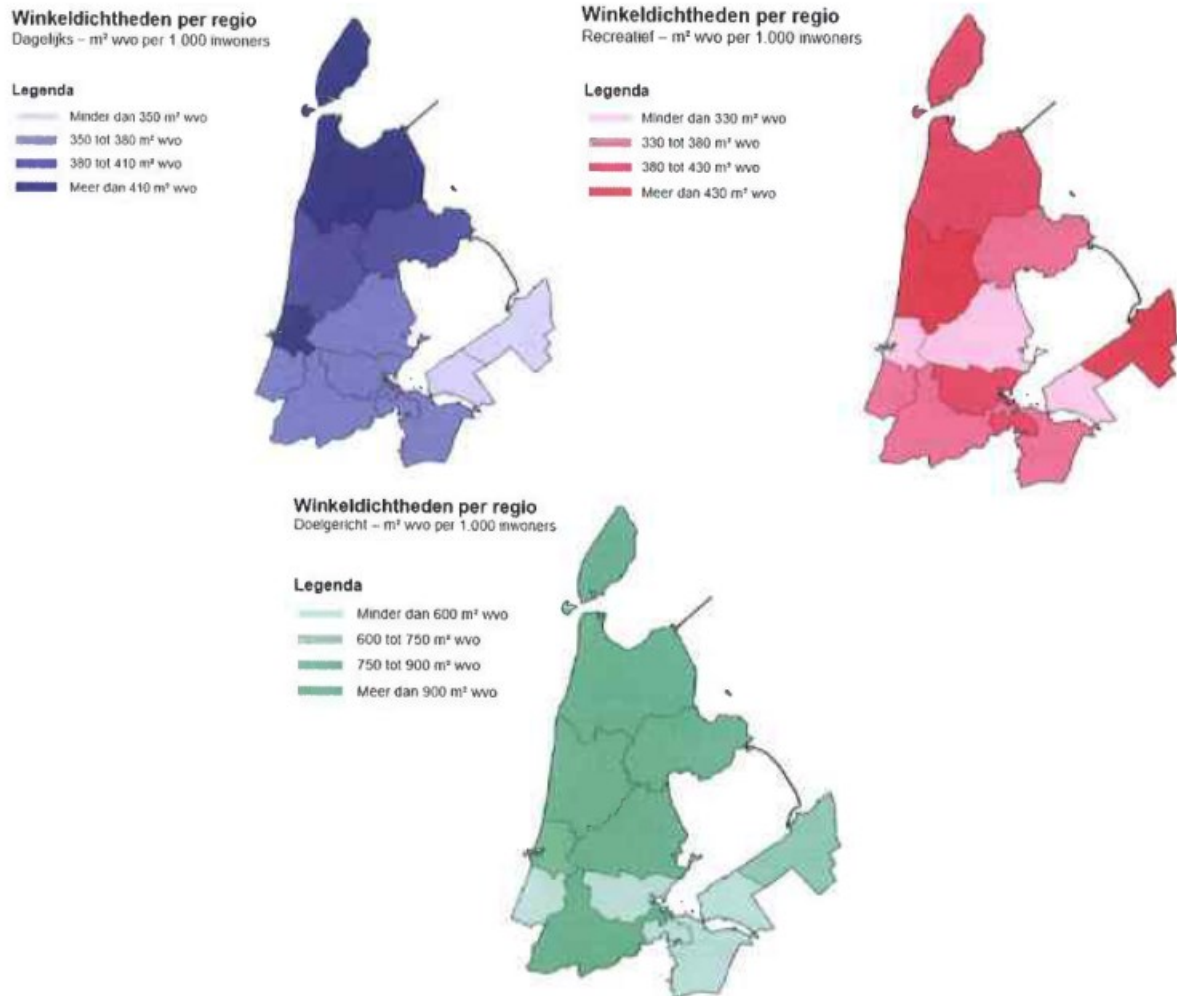 Winkeldichtheden per regio
Dagelijks – m² wvo per 1.000 inwoners
Legenda
Minder dan 350 m² wvo
350 tot 380 m² wvo
380 tot 410 m² wvo
Meer dan 410 m² wvo
Winkeldichtheden per regio
Recreatief – m² wvo per 1.000 inwoners
Legenda
Minder dan 330 m² wvo
330 tot 380 m² wvo
380 tot 430 m² wvo
Meer dan 430 m² wvo
Winkeldichtheden per regio
Doelgericht – m² wvo per 1.000 inwoners
Legenda
Minder dan 600 m² wvo
600 tot 750 m² wvo
750 tot 900 m² wvo
Meer dan 900 m² wvo